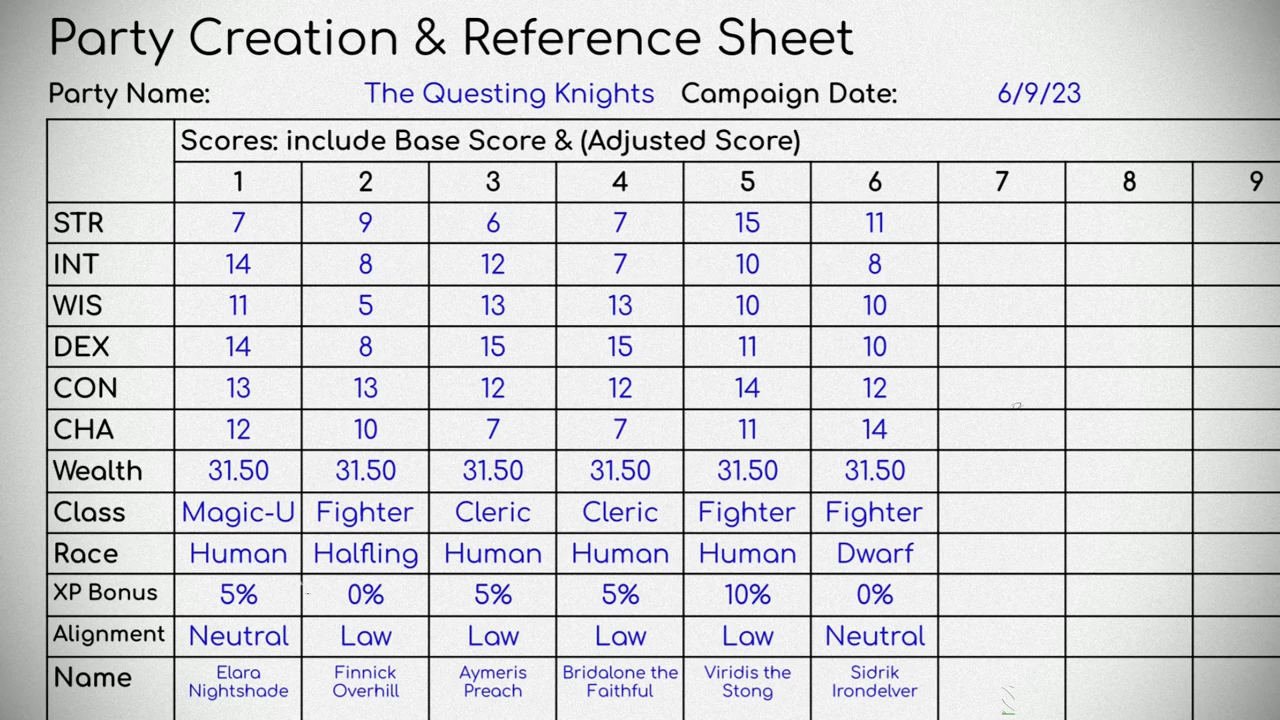 Party Creation & Reference Sheet
Party Name: The Questing Knights Campaign Date: 6/9/23
Scores: include Base Score & (Adjusted Score)
1 2 3 4 5 6 7 8 9
STR 7 9 6 7 15 11
INT 14 8 12 7 10 8
WIS 11 5 13 13 10 10
DEX 14 8 15 15 11 10
CON 13 13 12 12 14 12
CHA 12 10 7 7 11 14
Wealth 31.50 31.50 31.50 31.50 31.50 31.50
Class Magic-U Fighter Cleric Cleric Fighter Fighter
Race Human Halfling Human Human Human Dwarf
XP Bonus 5% 0% 5% 5% 10% 0%
Alignment Neutral Law Law Law Law Neutral
Name Elara Nightshade Finnick Overhill Aymeris Preach Bridalone the Faithful Viridis the Stong Sidrik Irondelver